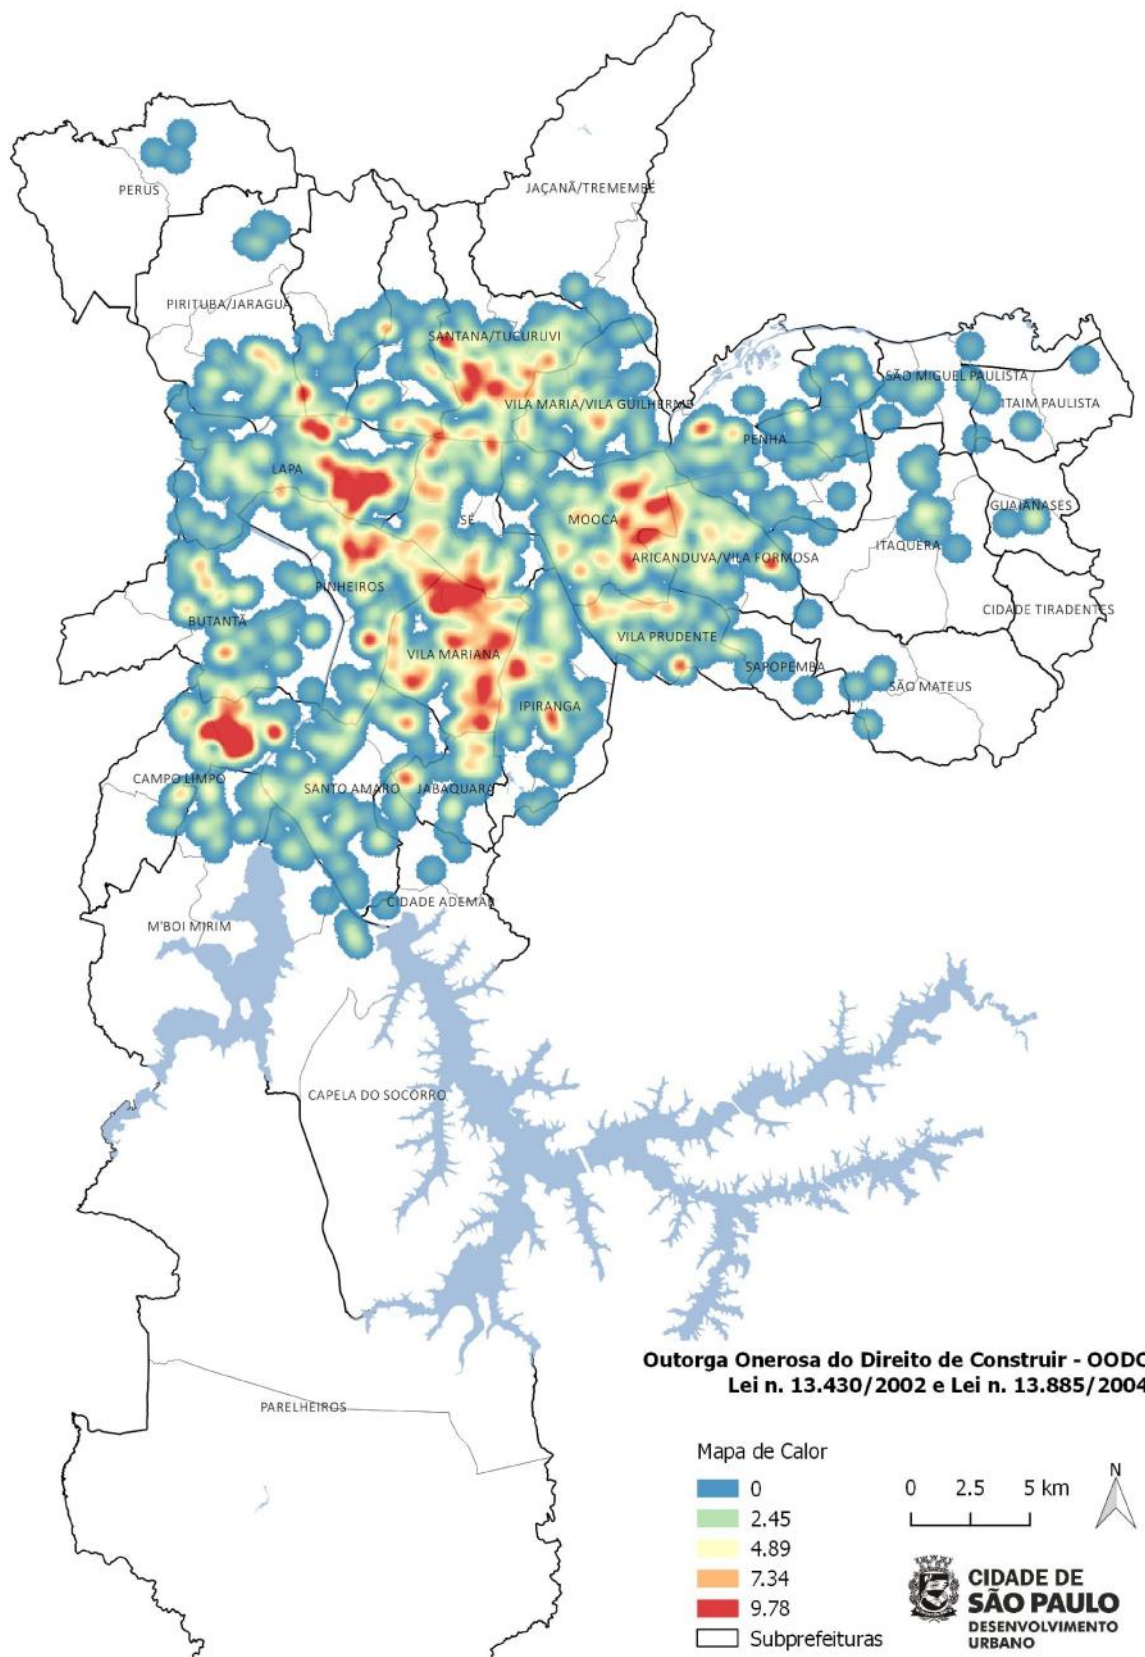 PERUS
JAÇANÃ/TREMEMBÉ
PIRITUBA/JARAGUÁ
SANTANA/TUCURUVI
SÃO MIGUEL PAULISTA
VILA MARIA/VILA GUILHERME
ITAIM PAULISTA
PENHA
LAPA
GUAIANASES
SÉ
MOOCA
ITAQUERA
ARICANDUVA/VILA FORMOSA
PINHEIROS
CIDADE TIRADENTES
BUTANTÃ
VILA PRUDENTE
VILA MARIANA
SAPOPEMBA
SÃO MATEUS
IPIRANGA
CAMPO LIMPO
SANTO AMARO
JABAQUARA
CIDADE ADEMAR
M'BOI MIRIM
CAPELA DO SOCORRO
PARELHEIROS
Outorga Onerosa do Direito de Construir - OODC
Lei n. 13.430/2002 e Lei n. 13.885/2004
Mapa de Calor
0
2.45
4.89
7.34
9.78
Subprefeituras
0 2.5 5 km
N
CIDADE DE
SÃO PAULO
DESENVOLVIMENTO
URBANO